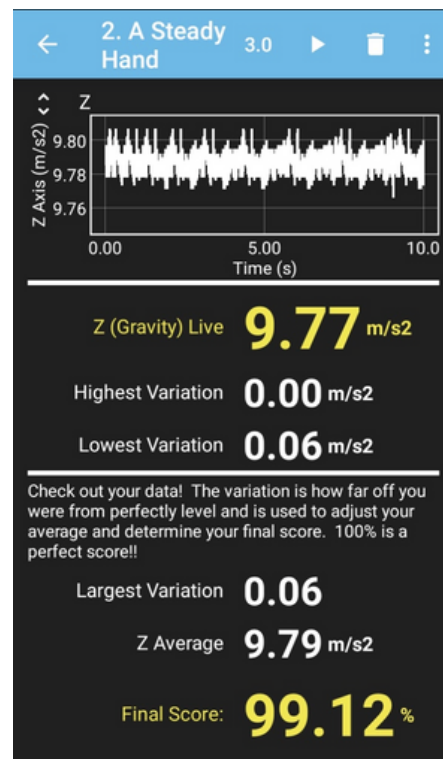 2. A Steady
Hand
3.0
Z
Z Axis (m/s2)
9.80
9.78
9.76
0.00 5.00 10.0
Time (s)
Z (Gravity) Live 9.77 m/s2
Highest Variation 0.00 m/s2
Lowest Variation 0.06 m/s2
Check out your data! The variation is how far off you
were from perfectly level and is used to adjust your
average and determine your final score. 100% is a
perfect score!!
Largest Variation 0.06
Z Average 9.79 m/s2
Final Score: 99.12 %